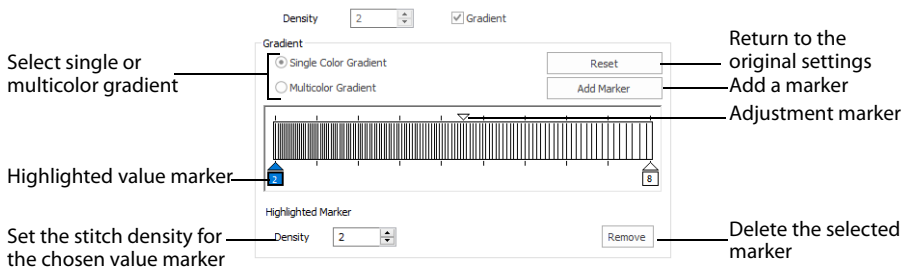 Density 2 Gradient
Gradient
Select single or
multicolor gradient
Single Color Gradient
Multicolor Gradient
Reset
Add Marker
Return to the
original settings
Add a marker
Adjustment marker
Highlighted value marker
2
8
Highlighted Marker
Set the stitch density for
the chosen value marker
Density 2
Remove
Delete the selected
marker